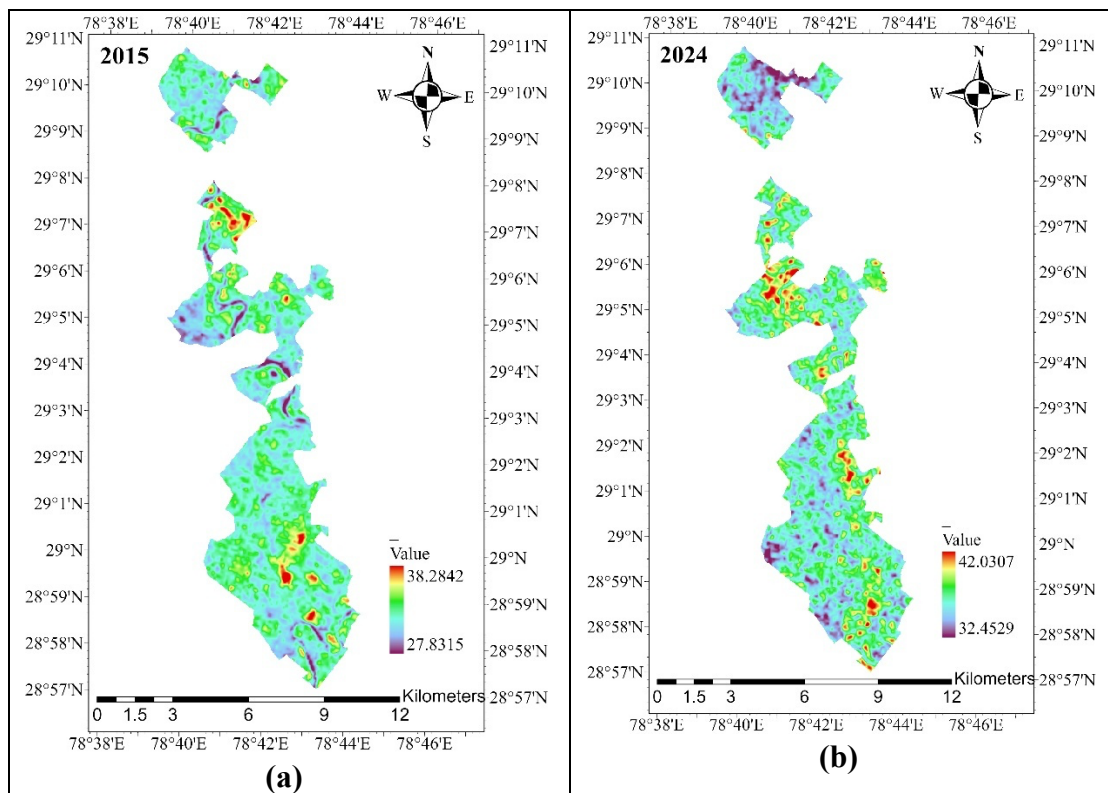 78°38'E 78°40'E 78°42'E 78°44'E 78°46'E
29°11'N 29°11'N
2015
N
W E
S
29°10'N 29°10'N
29°9'N 29°9'N
29°8'N 29°8'N
29°7'N 29°7'N
29°6'N 29°6'N
29°5'N 29°5'N
29°4'N 29°4'N
29°3'N 29°3'N
29°2'N 29°2'N
29°1'N 29°1'N
29°N 29°N
Value
38.2842
27.8315
28°59'N 28°59'N
28°58'N 28°58'N
28°57'N 28°57'N
Kilometers
0 1.5 3 6 9 12
78°38'E 78°40'E 78°42'E 78°44'E 78°46'E
(a)
78°38'E 78°40'E 78°42'E 78°44'E 78°46'E
29°11'N 29°11'N
2024
N
W E
S
29°10'N 29°10'N
29°9'N 29°9'N
29°8'N 29°8'N
29°7'N 29°7'N
29°6'N 29°6'N
29°5'N 29°5'N
29°4'N 29°4'N
29°3'N 29°3'N
29°2'N 29°2'N
29°1'N 29°1'N
29°N 29°N
Value
42.0307
32.4529
28°59'N 28°59'N
28°58'N 28°58'N
28°57'N 28°57'N
Kilometers
0 1.5 3 6 9 12
78°38'E 78°40'E 78°42'E 78°44'E 78°46'E
(b)